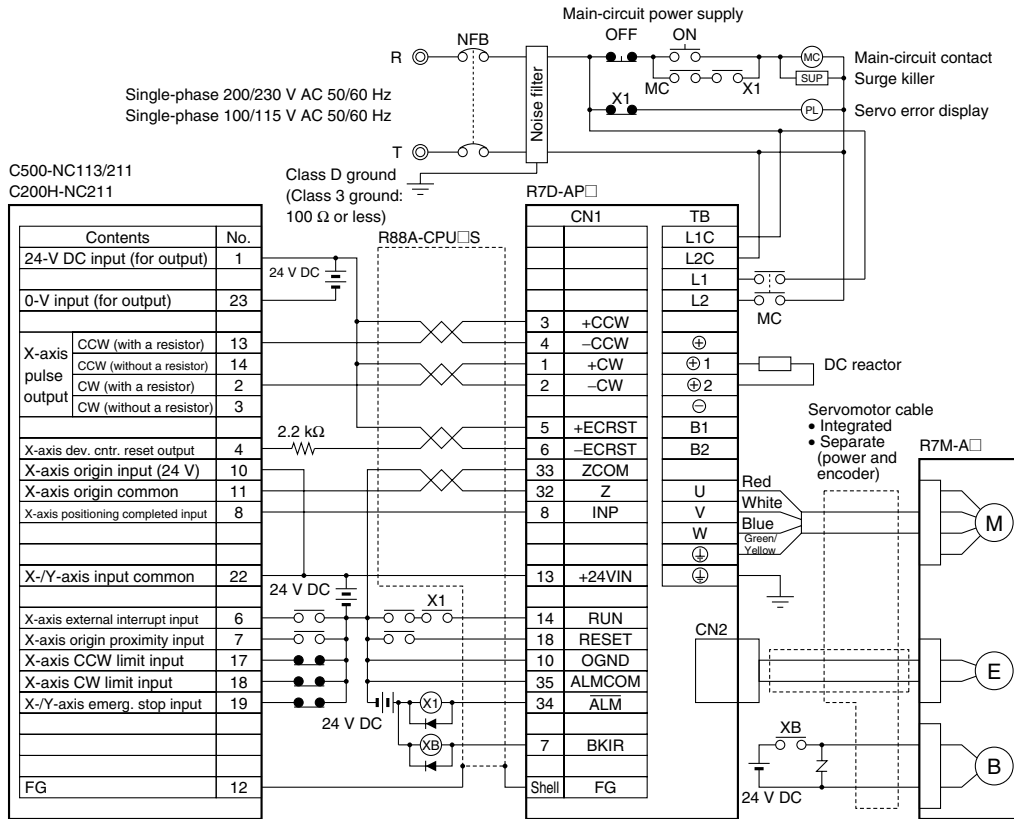 Main-circuit power supply
OFF ON
R NFB
MC Main-circuit contact
MC X1 SUP Surge killer
Single-phase 200/230 V AC 50/60 Hz
Single-phase 100/115 V AC 50/60 Hz
Noise filter
X1 PL Servo error display
T
C500-NC113/211
C200H-NC211
Class D ground
(Class 3 ground:
100 Ω or less)
R7D-AP□
R88A-CPU□S
CN1 TB
Contents No.
L1C
24-V DC input (for output) 1
24 V DC
L2C
L1
0-V input (for output) 23
L2
MC
3 +CCW
X-axis pulse output
CCW (with a resistor) 13
4 –CCW ⊕
CCW (without a resistor) 14
1 +CW ⊕ 1 DC reactor
CW (with a resistor) 2
2 –CW ⊕ 2
CW (without a resistor) 3
⊖
5 +ECRST B1
X-axis dev. cntr. reset output 4
2.2 kΩ
6 –ECRST B2
X-axis origin input (24 V) 10
33 ZCOM
X-axis origin common 11
32 Z U Red
X-axis positioning completed input 8
8 INP V White
W Blue
Green/
Yellow
Servomotor cable
• Integrated
• Separate
(power and
encoder)
R7M-A□
M
X-/Y-axis input common 22
24 V DC
13 +24VIN
X-axis external interrupt input 6
X1
14 RUN
X-axis origin proximity input 7
18 RESET
CN2
X-axis CCW limit input 17
10 OGND
X-axis CW limit input 18
35 ALMCOM
E
X-/Y-axis emerg. stop input 19
24 V DC
X1
34 ALM
XB
7 BKIR
XB
24 V DC
B
FG 12
Shell FG